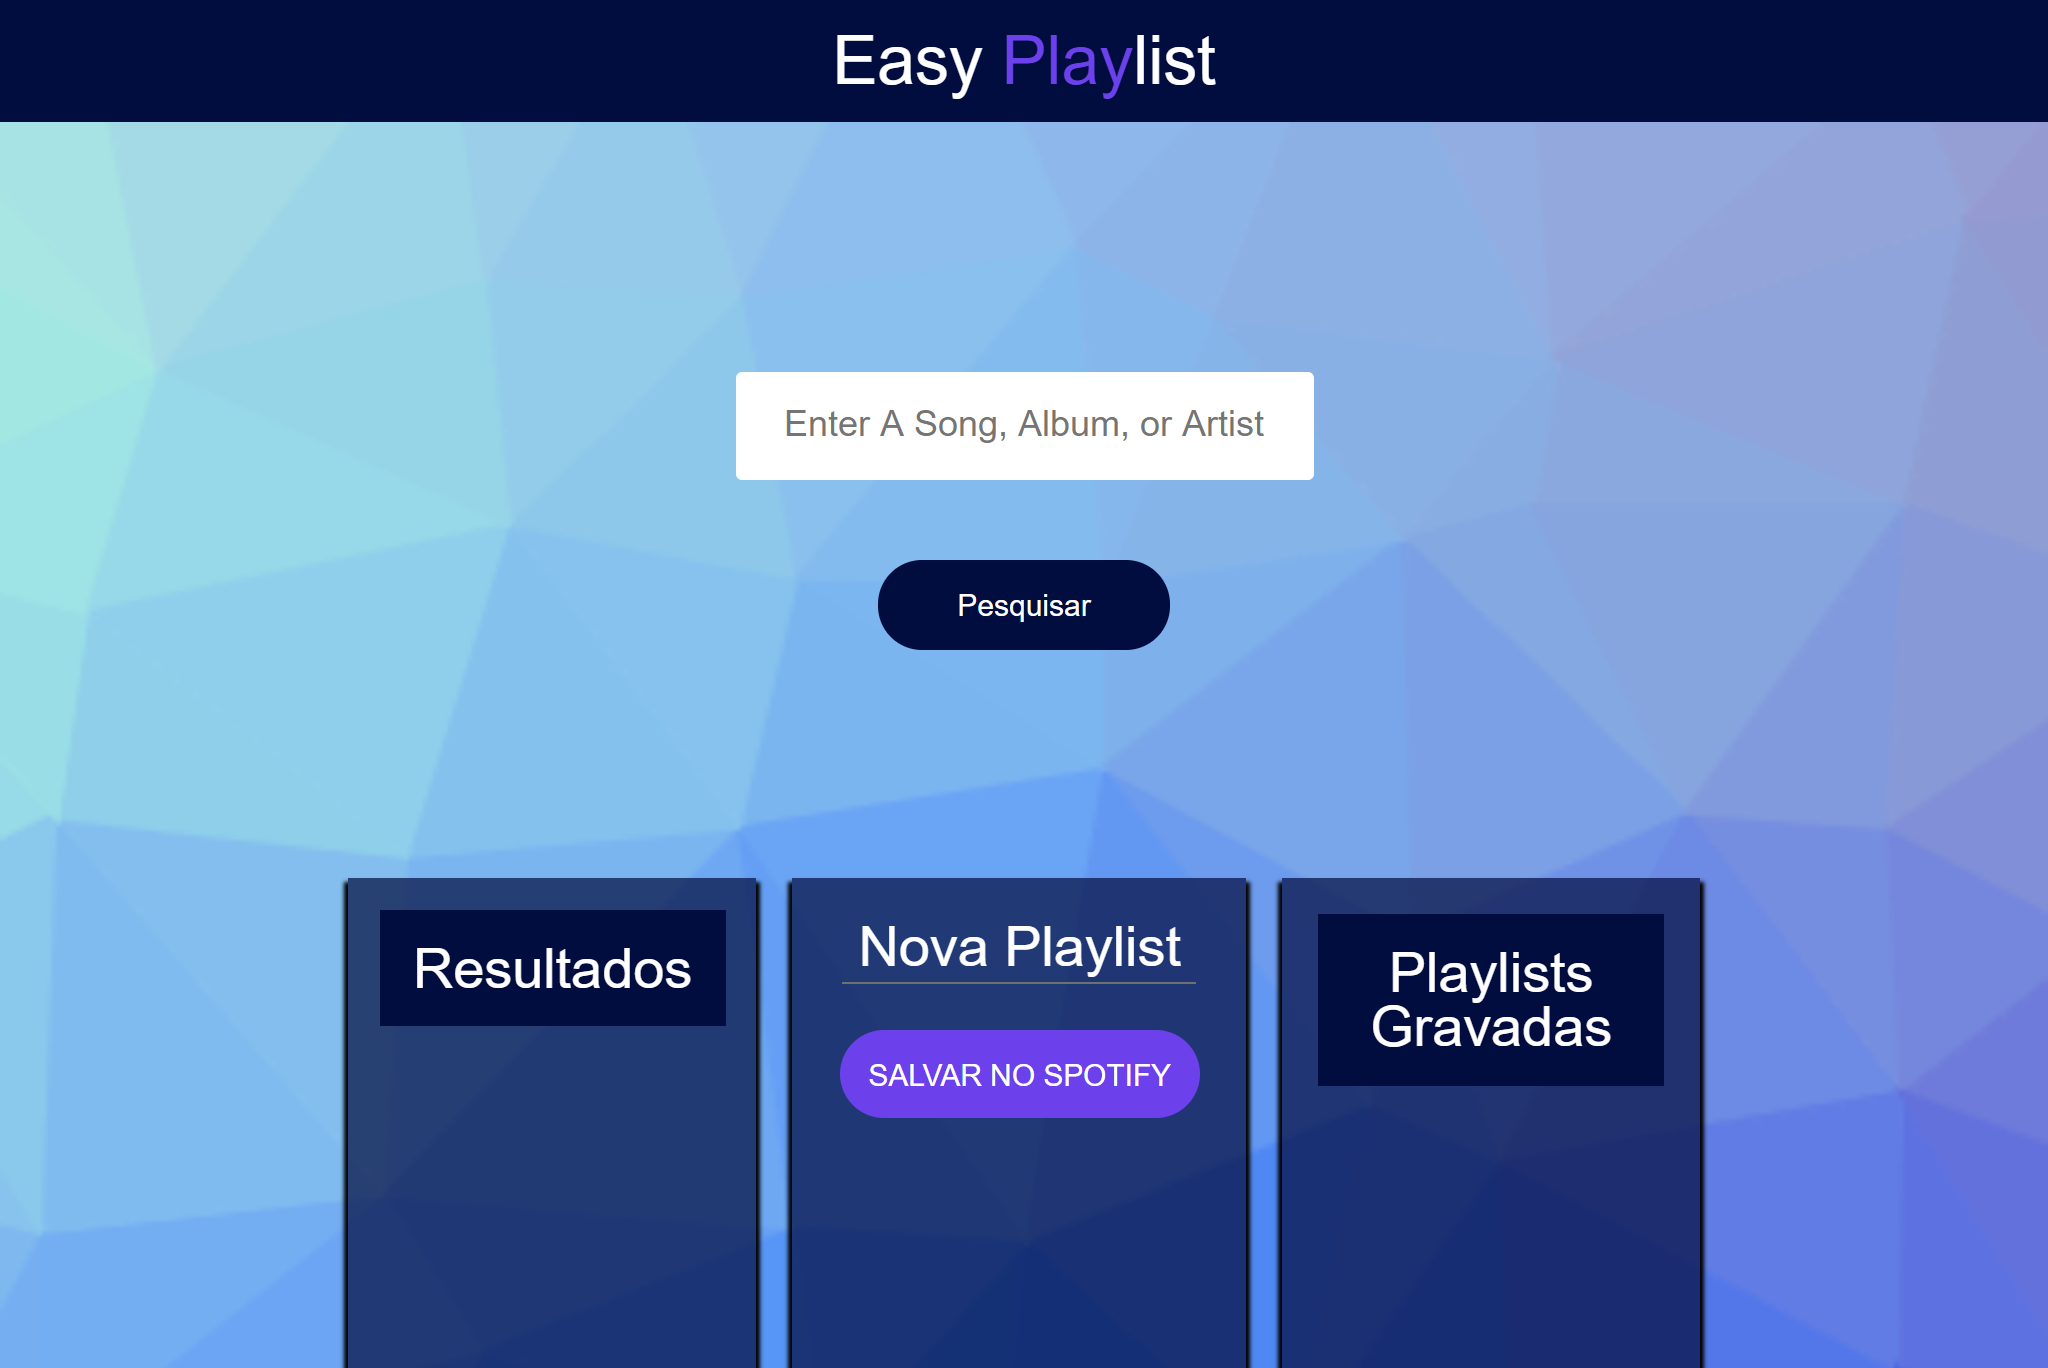 Easy Playlist
Enter A Song, Album, or Artist
Pesquisar
Resultados
Nova Playlist
SALVAR NO SPOTIFY
Playlists
Gravadas